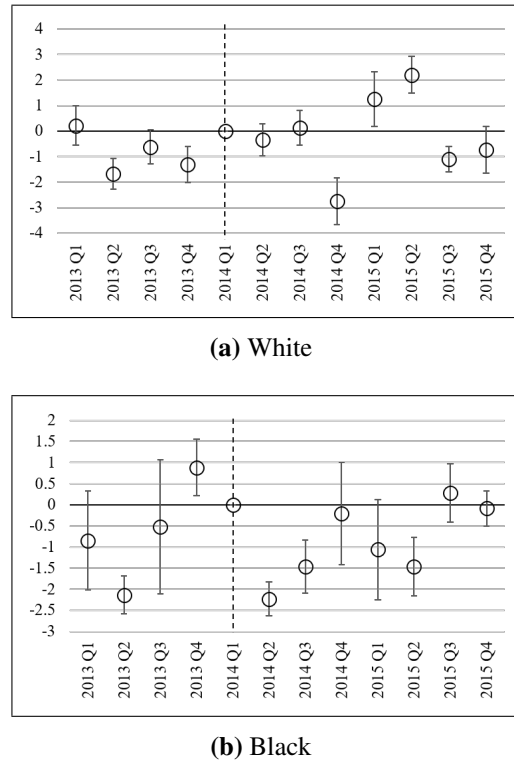 4
3
2
1
0
-1
-2
-3
-4
2013 Q1
2013 Q2
2013 Q3
2013 Q4
2014 Q1
2014 Q2
2014 Q3
2014 Q4
2015 Q1
2015 Q2
2015 Q3
2015 Q4
(a) White
2
1.5
1
0.5
0
-0.5
-1
-1.5
-2
-2.5
-3
2013 Q1
2013 Q2
2013 Q3
2013 Q4
2014 Q1
2014 Q2
2014 Q3
2014 Q4
2015 Q1
2015 Q2
2015 Q3
2015 Q4
(b) Black